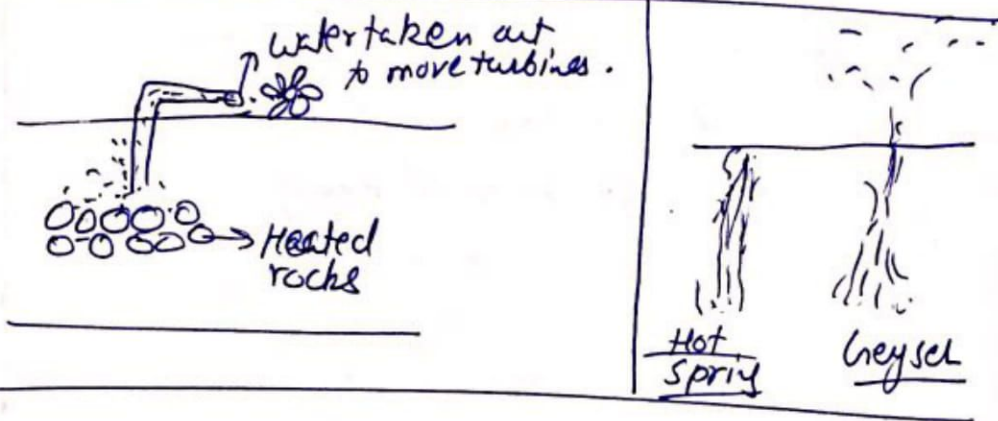 Water taken out
to move turbines.
Heated
rocks
Hot
Spring
Geyser